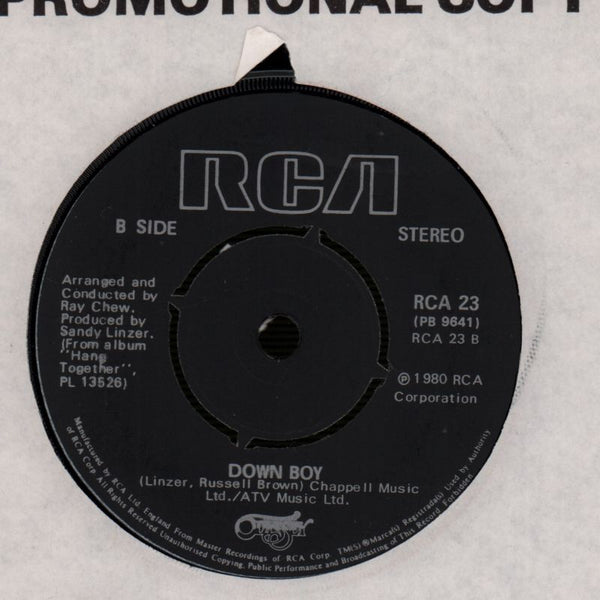 PROMOTIONAL COPY
RCA
B SIDE
STEREO
Arranged and
Conducted by
Ray Chew.
Produced by
Sandy Linzer.
(From album
"Hang
Together",
PL 13526)
RCA 23
(PB 9641)
RCA 23 B
℗ 1980 RCA
Corporation
DOWN BOY
(Linzer, Russell Brown) Chappell Music
Ltd./ATV Music Ltd.
Odyssey
Manufactured by RCA Ltd. England From Master Recordings of RCA Corp. TM(S) ® Marca(s) Registrada(s) Used by Authority
of RCA Corp All Rights Reserved Unauthorised Copying, Public Performance and Broadcasting of This Record Forbidden